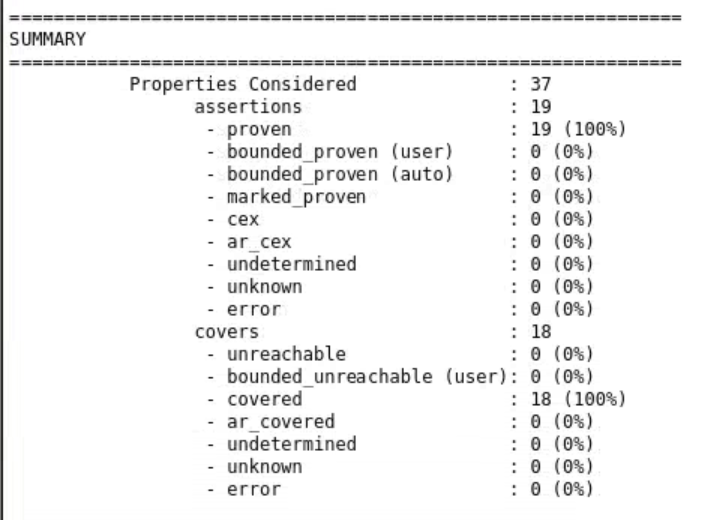 ==============================================================
SUMMARY
==============================================================
Properties Considered : 37
assertions : 19
- proven : 19 (100%)
- bounded_proven (user) : 0 (0%)
- bounded_proven (auto) : 0 (0%)
- marked_proven : 0 (0%)
- cex : 0 (0%)
- ar_cex : 0 (0%)
- undetermined : 0 (0%)
- unknown : 0 (0%)
- error : 0 (0%)
covers : 18
- unreachable : 0 (0%)
- bounded_unreachable (user): 0 (0%)
- covered : 18 (100%)
- ar_covered : 0 (0%)
- undetermined : 0 (0%)
- unknown : 0 (0%)
- error : 0 (0%)